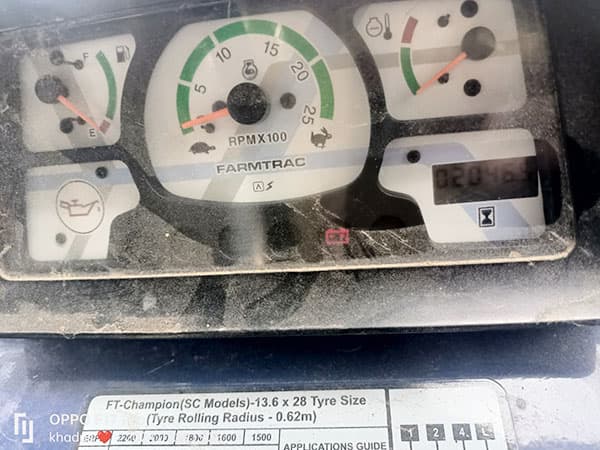 F
E
5
10
15
20
25
RPMX100
FARMTRAC
FT-Champion(SC Models)-13.6 x 28 Tyre Size
(Tyre Rolling Radius - 0.62m)
2200 2000 1800 1600 1500
APPLICATIONS GUIDE
1 2 4 L
OPPO